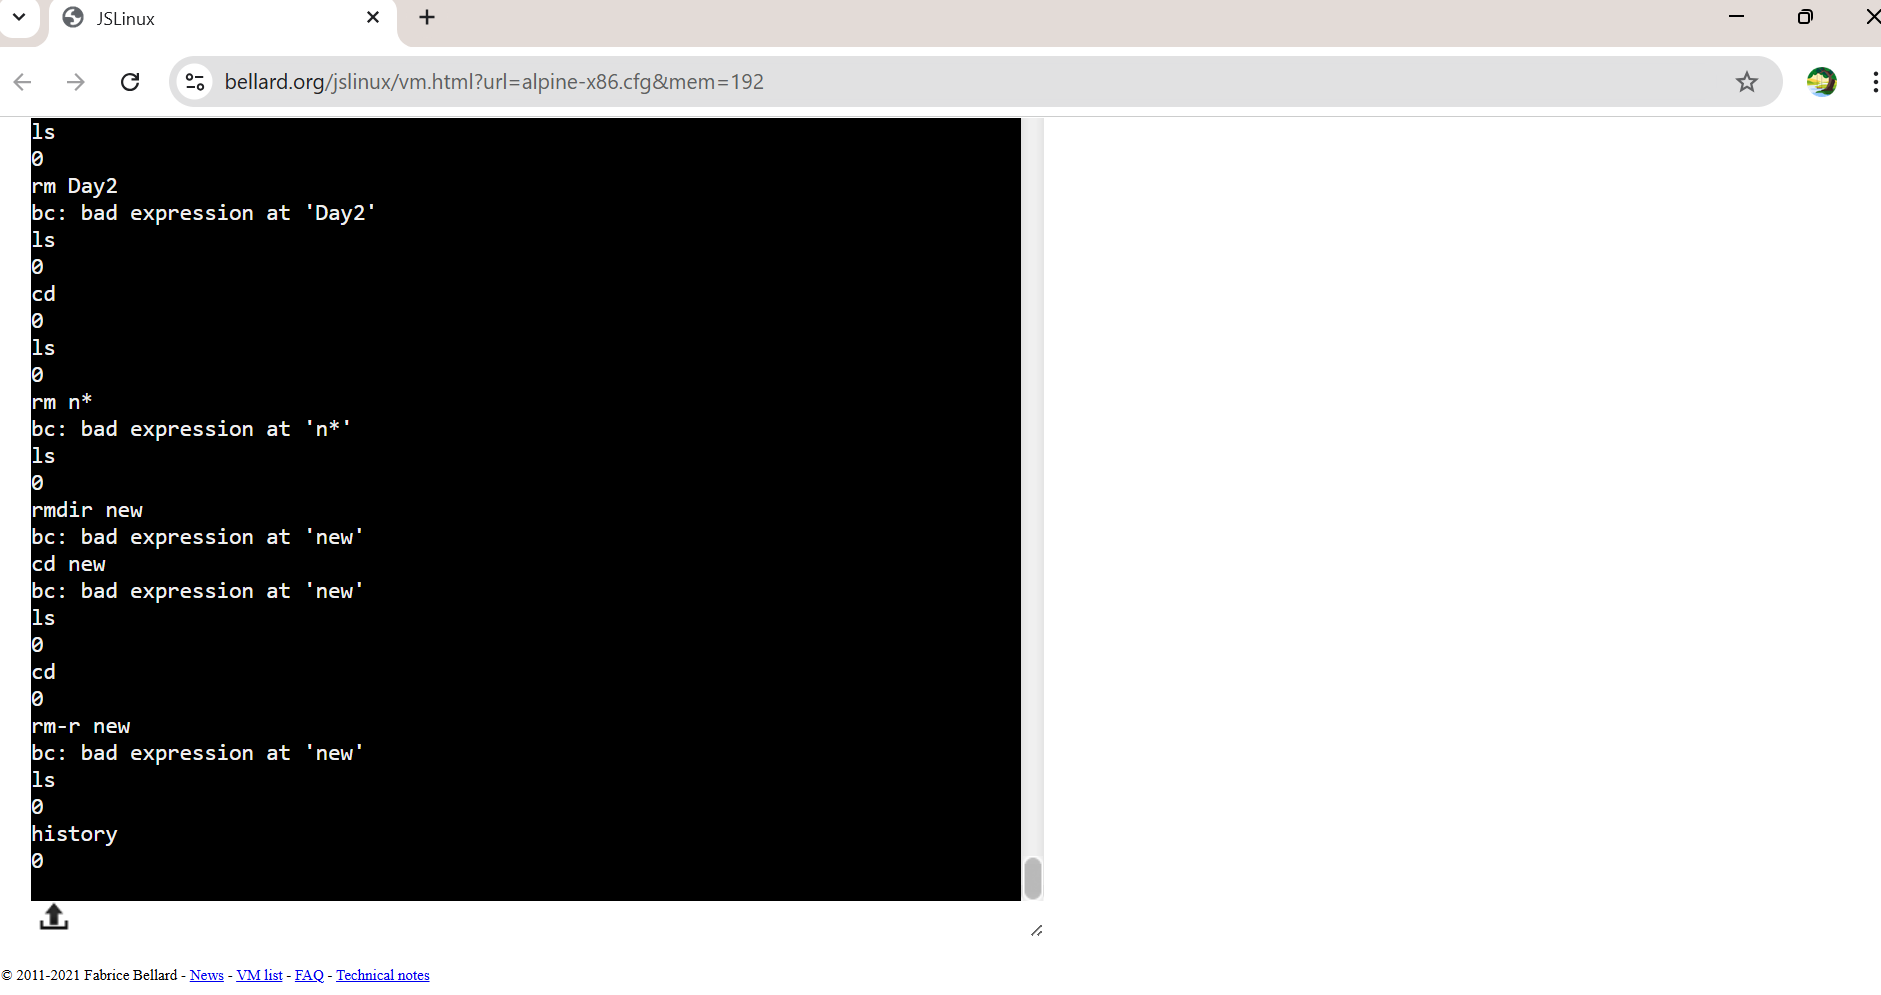 JSLinux
bellard.org/jslinux/vm.html?url=alpine-x86.cfg&mem=192
ls
0
rm Day2
bc: bad expression at 'Day2'
ls
0
cd
0
ls
0
rm n*
bc: bad expression at 'n*'
ls
0
rmdir new
bc: bad expression at 'new'
cd new
bc: bad expression at 'new'
ls
0
cd
0
rm-r new
bc: bad expression at 'new'
ls
0
history
0
© 2011-2021 Fabrice Bellard - News - VM list - FAQ - Technical notes